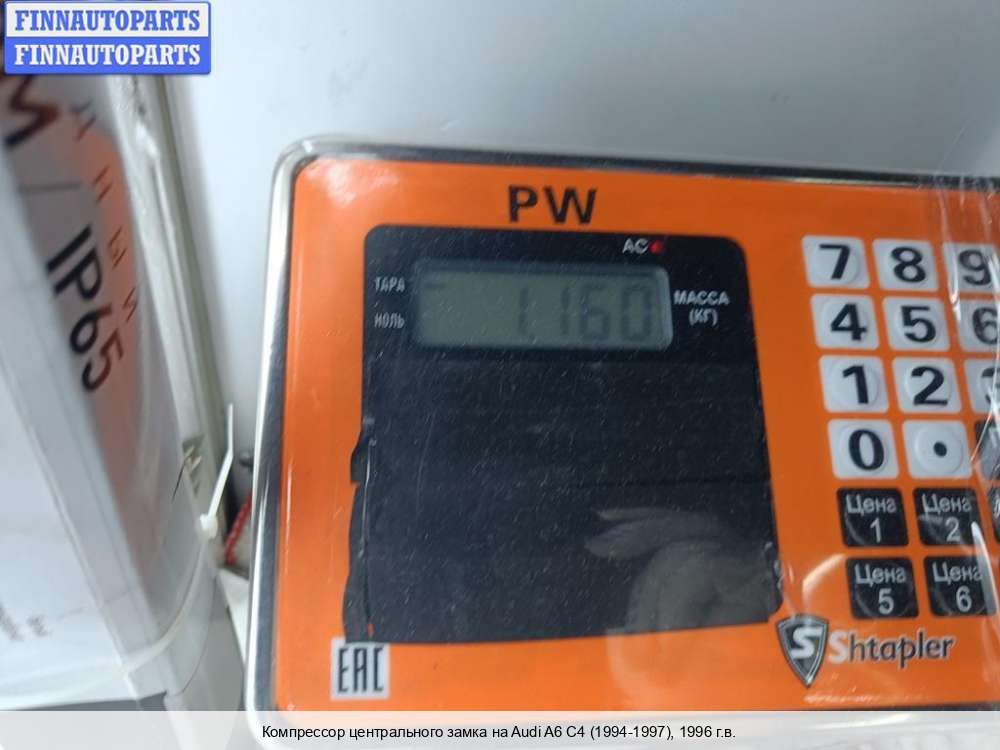 FINNAUTOPARTS
FINNAUTOPARTS
М
ДННЫЙ
/ IP65
PW
AC
ТАРА
НОЛЬ
1.160
МАССА
(КГ)
7 8 9
4 5 6
1 2
0 .
Цена 1
Цена 2
Цена 5
Цена 6
Shtapler
EAC
Компрессор центрального замка на Audi A6 C4 (1994-1997), 1996 г.в.